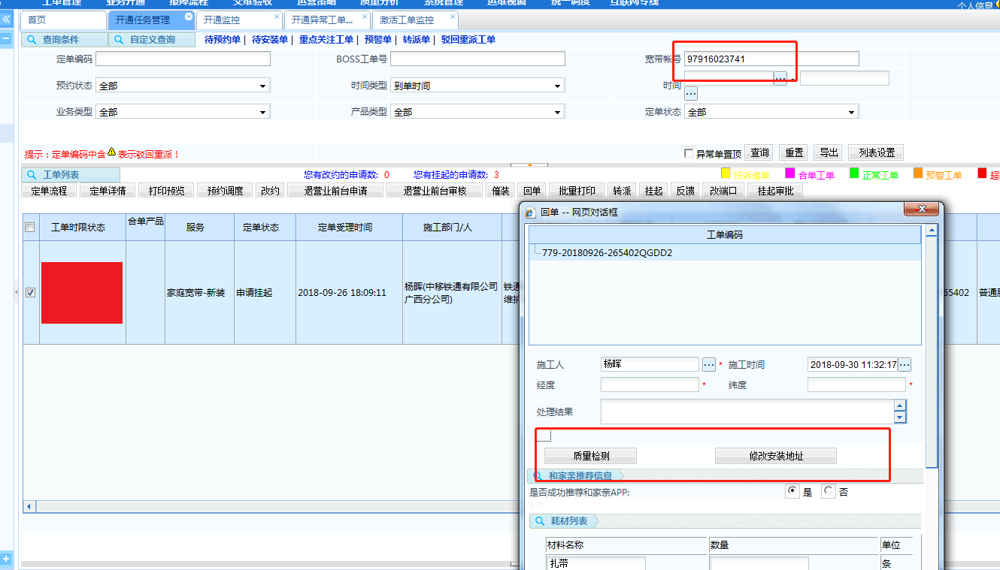 工单管理 业务开通 报障流程 交维验收 运营策略 质量分析 系统管理 运维视图 统一调度 互联网专线
个人信息
首页 开通任务管理 开通监控 开通异常工单... 激活工单监控
查询条件 自定义查询 待预约单| 待安装单| 重点关注工单| 预警单| 转派单| 驳回重派工单
定单编码 BOSS工单号 宽带帐号 97916023741
预约状态 全部 时间类型 到单时间 时间 ... -
...
业务类型 全部 产品类型 全部 定单状态 全部
提示：定单编码中含 表示驳回重派！ 异常单置顶 查询 重置 导出 列表设置
工单列表 您有改约的申请数: 0 您有挂起的申请数: 3 投诉催单 合单工单 正常工单 预警工单 超
定单流程 定单详情 打印预览 预约调度 改约 退营业前台申请 退营业前台审核 催装 回单 批量打印 转派 挂起 反馈 改端口 挂起审批
工单时限状态 合单产品 服务 定单状态 定单受理时间 施工部门/人
家庭宽带-新装 申请挂起 2018-09-26 18:09:11 杨晖(中移铁通有限公司广西分公司) 铁通 维护 65402 普通
回单 -- 网页对话框
工单编码
779-20180926-265402QGDD2
施工人 杨晖 ... * 施工时间 2018-09-30 11:32:17 ...
经度 * 纬度 *
处理结果
质量检测 修改安装地址
和家亲推荐信息
是否成功推荐和家亲APP: 是 否
耗材列表
材料名称 数量 单位
扎带 条